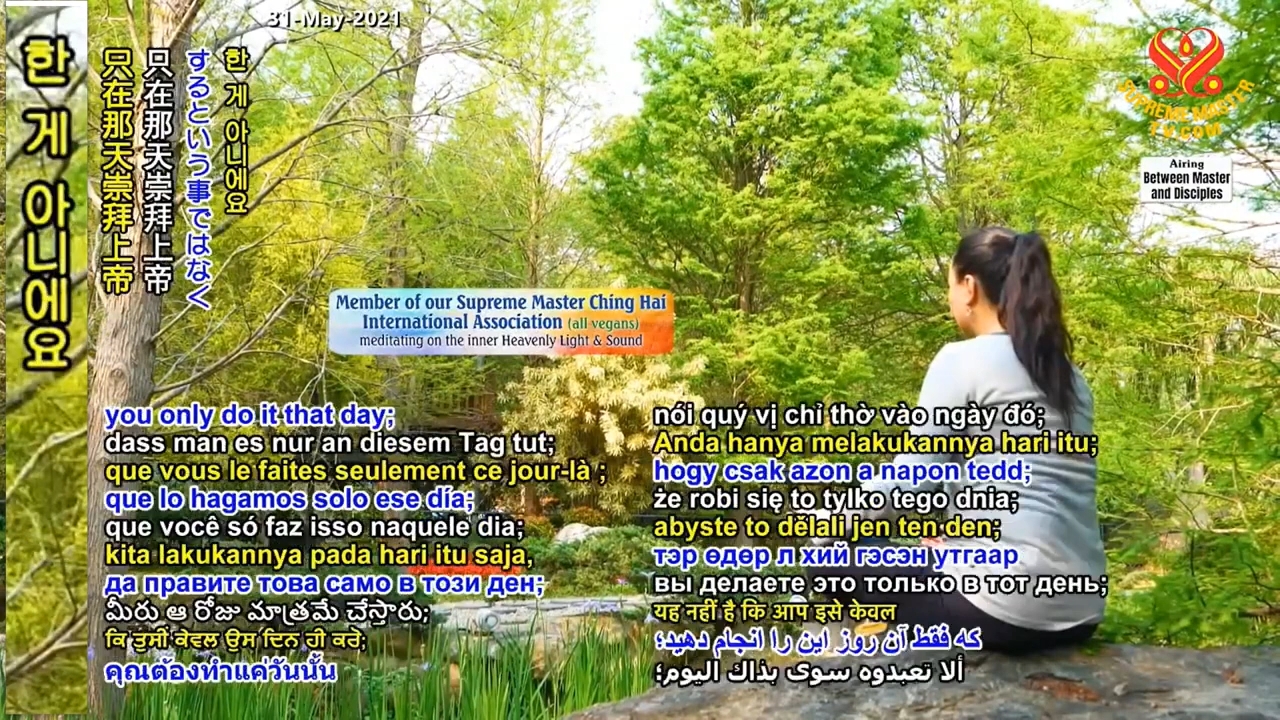 31-May-2021
한 게 아니에요
只在那天崇拜上帝
只在那天崇拜上帝
するという事ではなく
한 게 아니에요
SUPREME MASTER
TV.COM
Airing
Between Master
and Disciples
Member of our Supreme Master Ching Hai
International Association (all vegans)
meditating on the inner Heavenly Light & Sound
you only do it that day;
dass man es nur an diesem Tag tut;
que vous le faites seulement ce jour-là ;
que lo hagamos solo ese día;
que você só faz isso naquele dia;
kita lakukannya pada hari itu saja,
да правите това само в този ден;
మీరు ఆ రోజు మాత్రమే చేస్తారు;
ਕਿ ਤੁਸੀਂ ਕੇਵਲ ਉਸ ਦਿਨ ਹੀ ਕਰੋ;
คุณต้องทำแค่วันนั้น
nói quý vị chỉ thờ vào ngày đó;
Anda hanya melakukannya hari itu;
hogy csak azon a napon tedd;
że robi się to tylko tego dnia;
abyste to dělali jen ten den;
тэр өдөр л хий гэсэн утгаар
вы делаете это только в тот день;
यह नहीं है कि आप इसे केवल
که فقط آن روز این را انجام دهید؛
ألا تعبدوه سوى بذاك اليوم؛